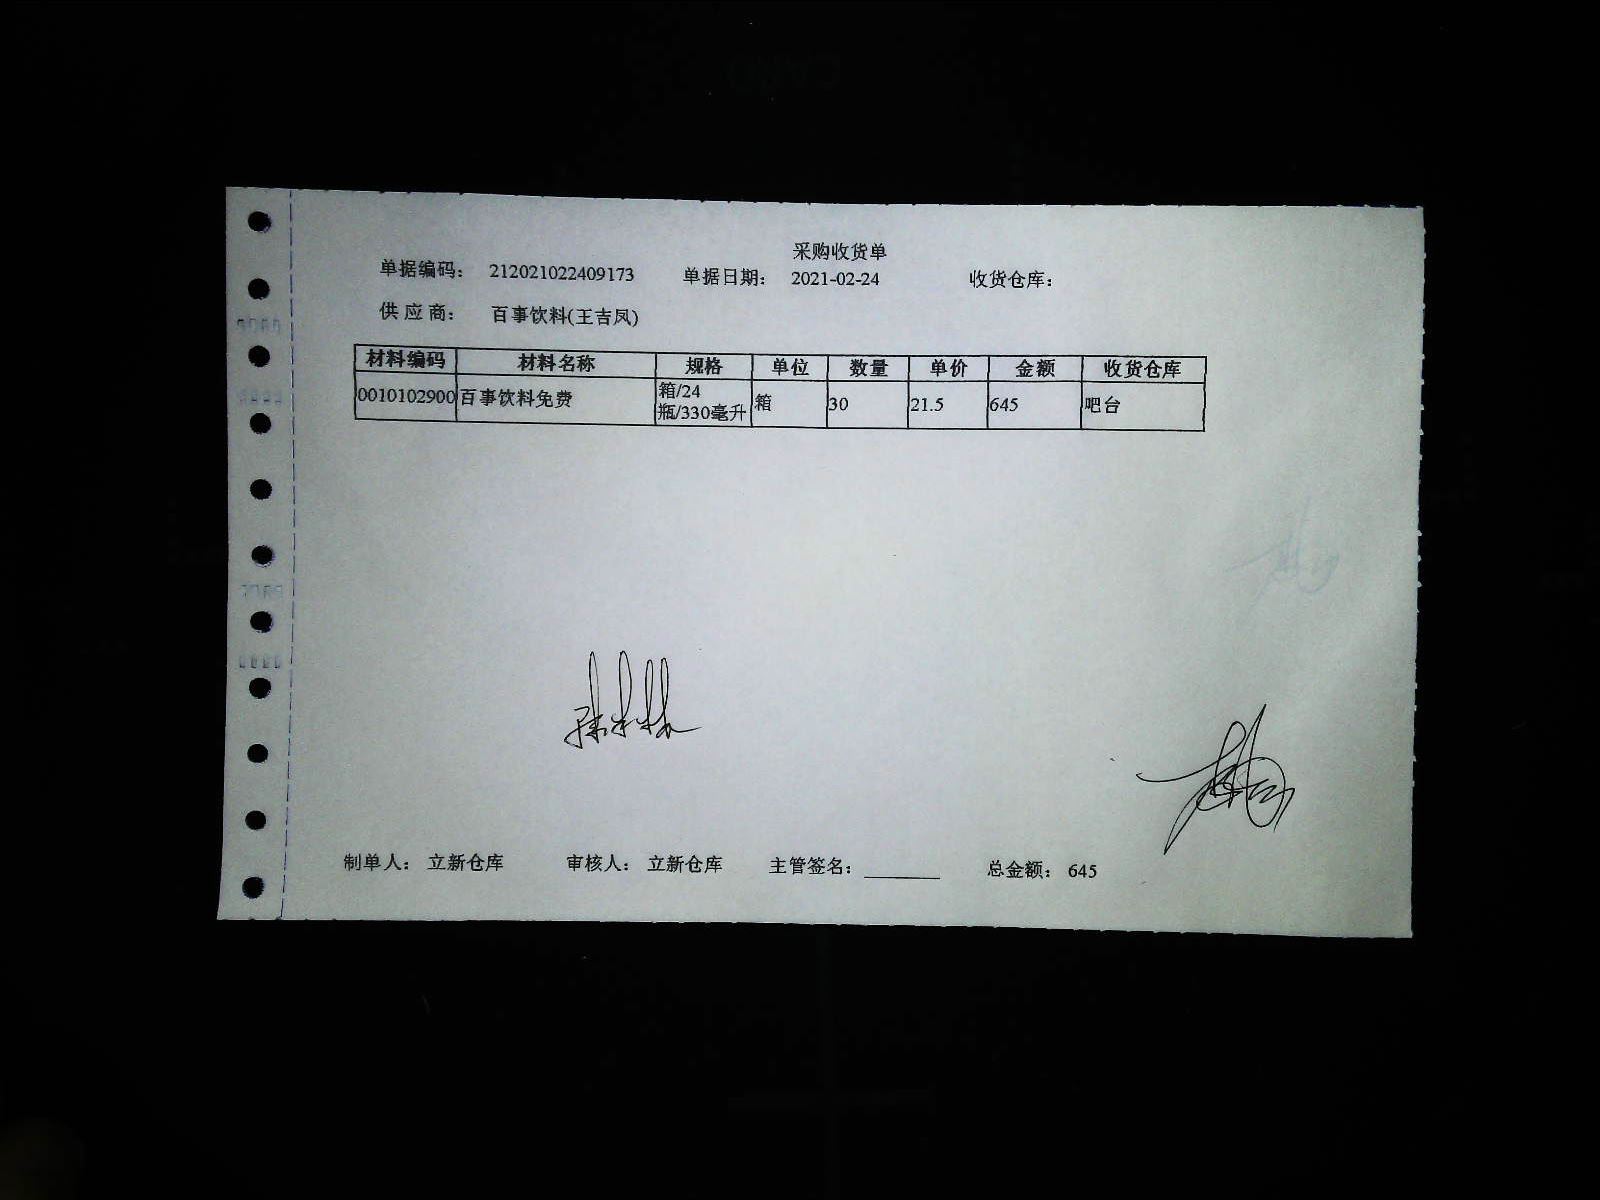 采购收货单
单据编码: 212021022409173 单据日期: 2021-02-24 收货仓库:
供应商: 百事饮料(王吉凤)
材料编码 材料名称 规格 单位 数量 单价 金额 收货仓库
0010102900 百事饮料免费 箱/24瓶/330毫升 箱 30 21.5 645 吧台
制单人: 立新仓库 审核人: 立新仓库 主管签名: 总金额: 645